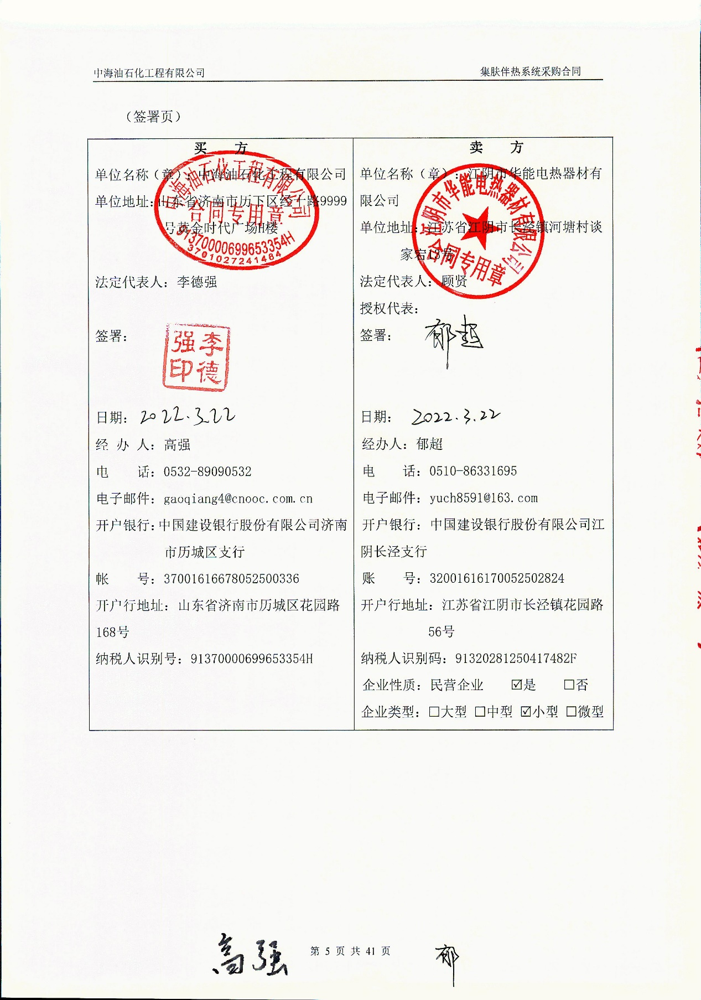 中海油石化工程有限公司 集肤伴热系统采购合同
（签署页）
买 方
单位名称（章）：中海油石化工程有限公司
单位地址：山东省济南市历下区经十路9999
号黄金时代广场H楼
中海油石化工程有限公司
合同专用章
91370000699653354H
3701027241484
法定代表人：李德强
签署：
李德强印
日期：2022.3.22
经 办 人：高强
电 话：0532-89090532
电子邮件：gaoqiang4@cnooc.com.cn
开户银行：中国建设银行股份有限公司济南
市历城区支行
帐 号：37001616678052500336
开户行地址：山东省济南市历城区花园路
168号
纳税人识别号：91370000699653354H
卖 方
单位名称（章）：江阴市华能电热器材有
限公司
单位地址：江苏省江阴市长泾镇河塘村谈
家宕13号
江阴市华能电热器材有限公司
合同专用章
法定代表人：顾贤
授权代表：
签署：郁超
日期：2022.3.22
经办人：郁超
电 话：0510-86331695
电子邮件：yuch8591@163.com
开户银行：中国建设银行股份有限公司江
阴长泾支行
账 号：32001616170052502824
开户行地址：江苏省江阴市长泾镇花园路
56号
纳税人识别码：91320281250417482F
企业性质：民营企业 ☑是 □否
企业类型：□大型 □中型 ☑小型 □微型
高强 第 5 页 共 41 页 郁